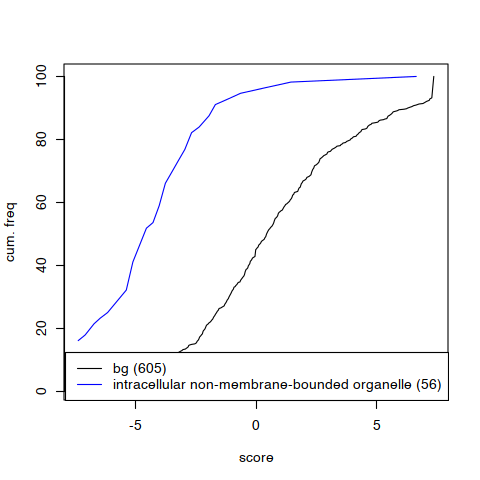 100
80
60
40
20
0
cum. freq
bg (605)
intracellular non-membrane-bounded organelle (56)
-5
0
5
score